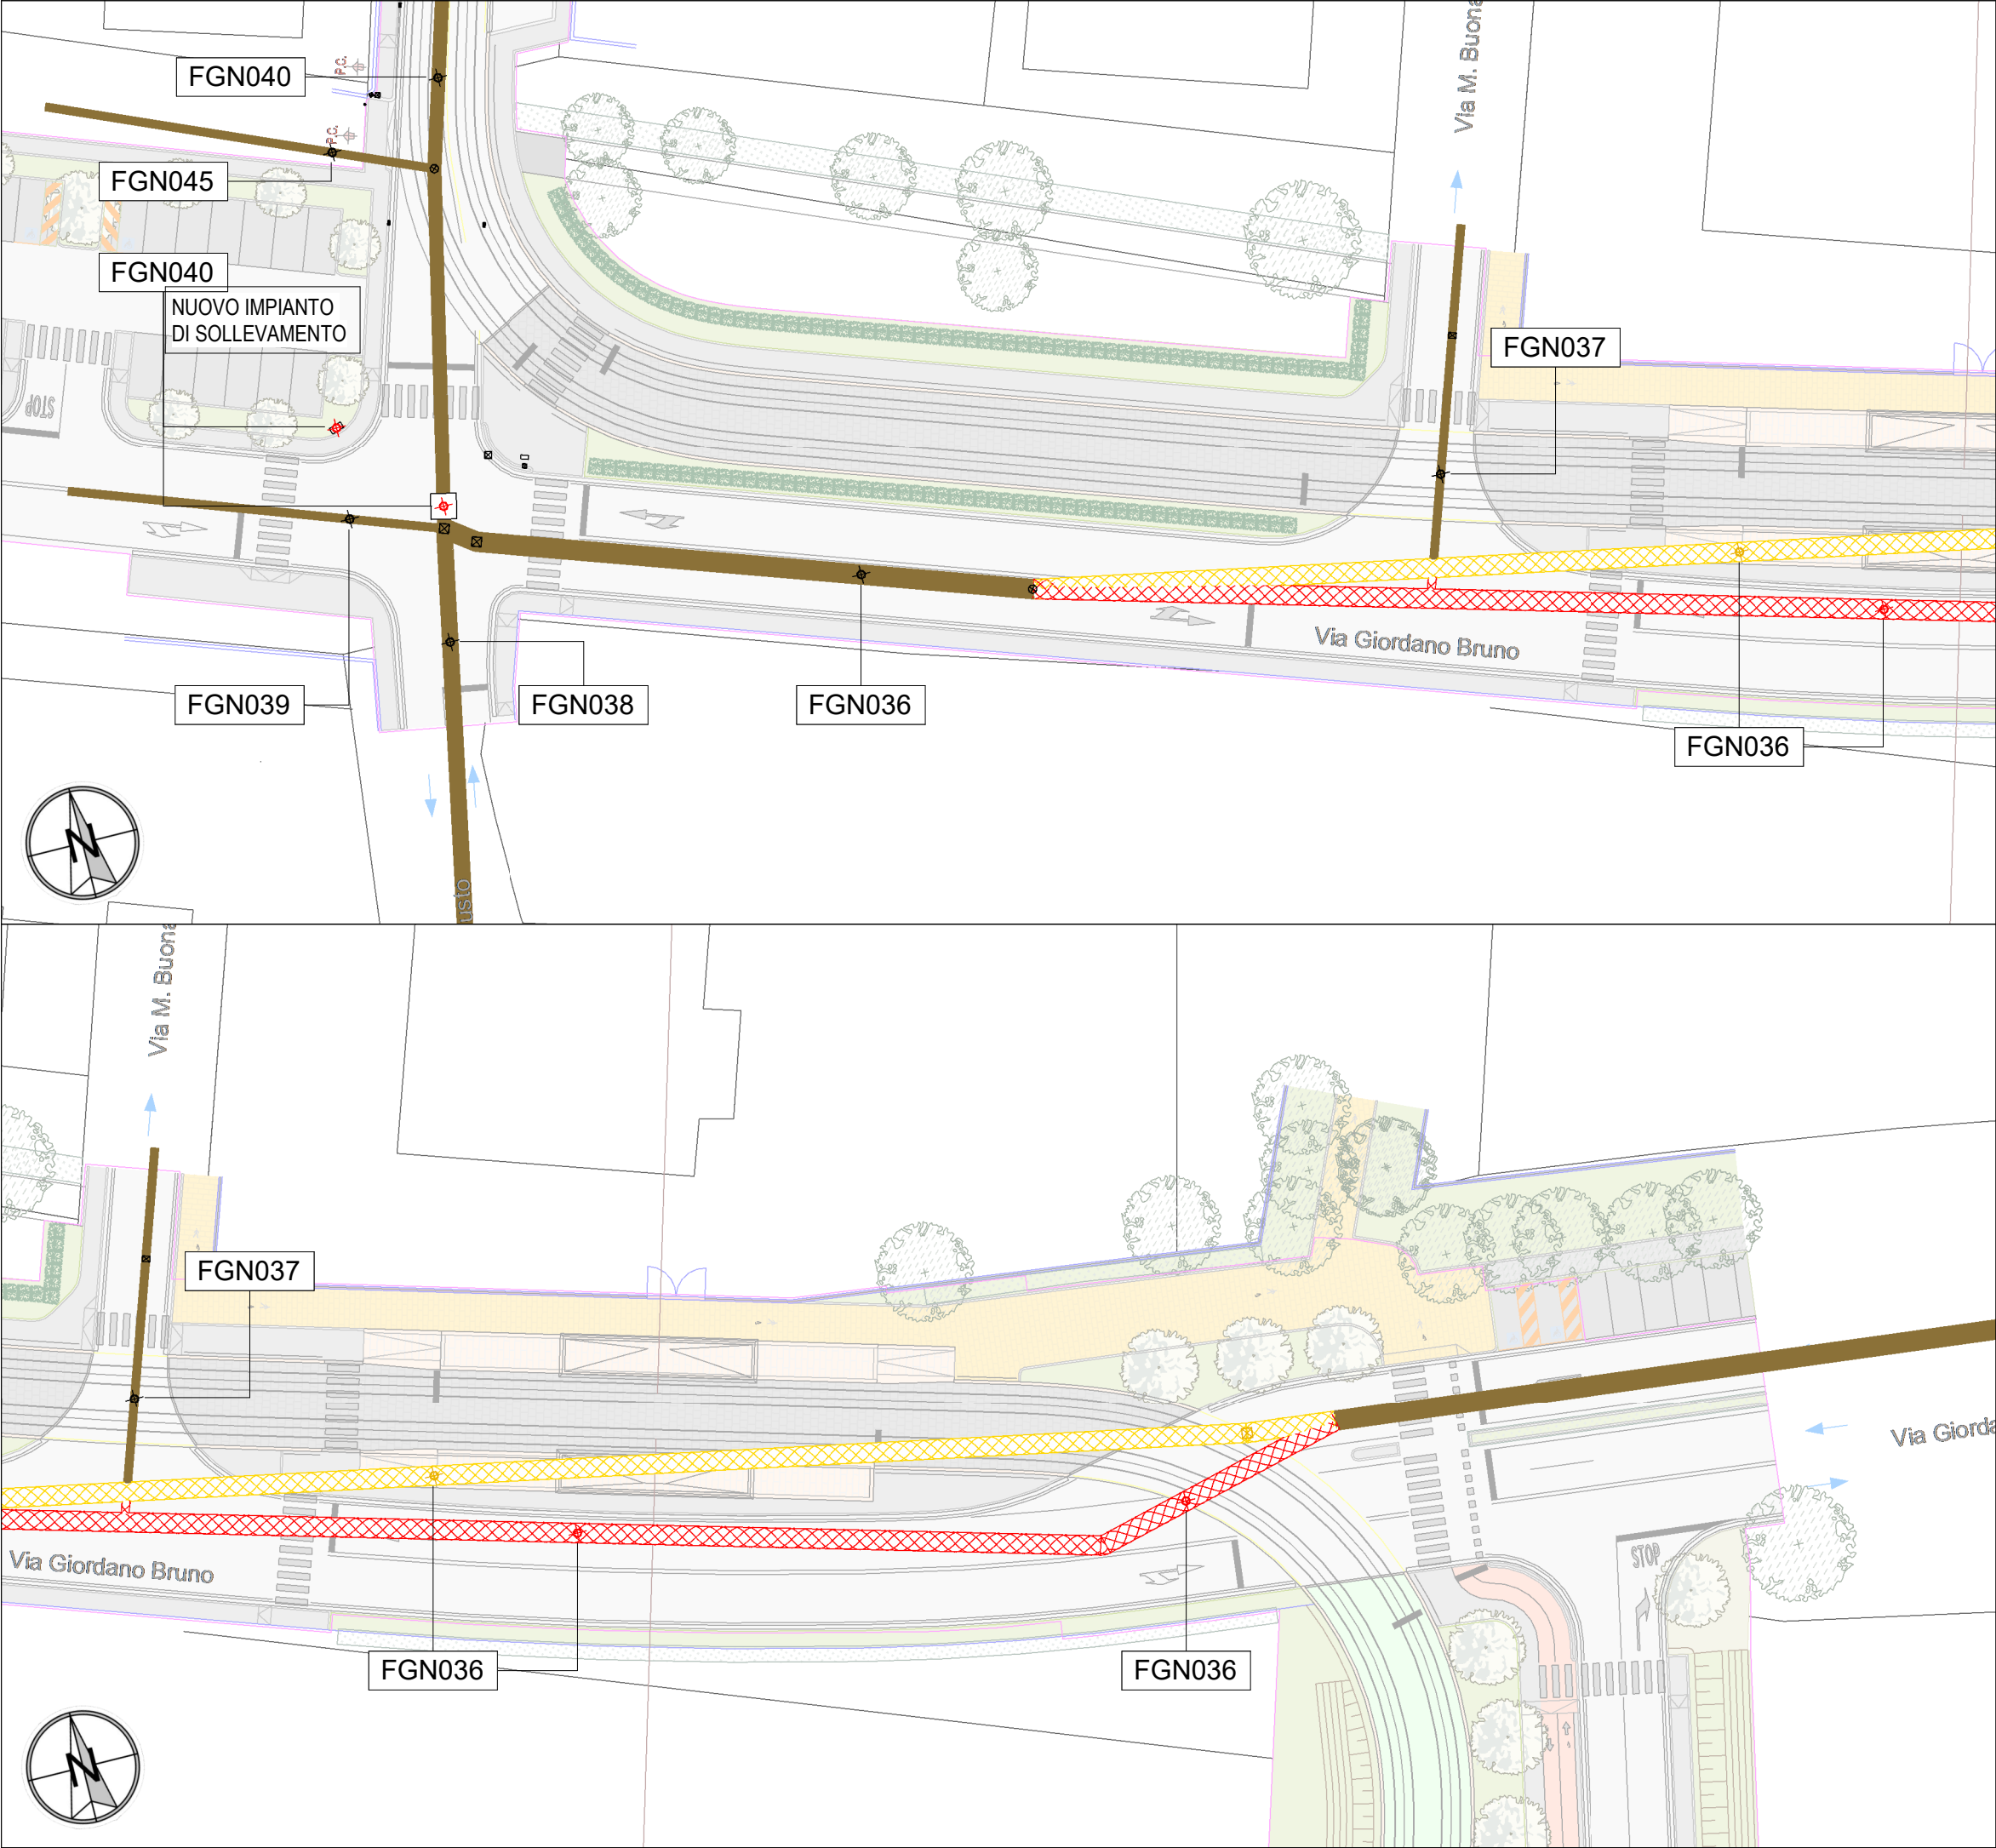 Via M. Buona
FGN040
P.C.
P.C.
FGN045
FGN040
NUOVO IMPIANTO
DI SOLLEVAMENTO
FGN037
STOP
Via Giordano Bruno
FGN039
FGN038
FGN036
FGN036
N
usto
Via M. Buona
FGN037
Via Giorda
Via Giordano Bruno
STOP
FGN036
FGN036
N